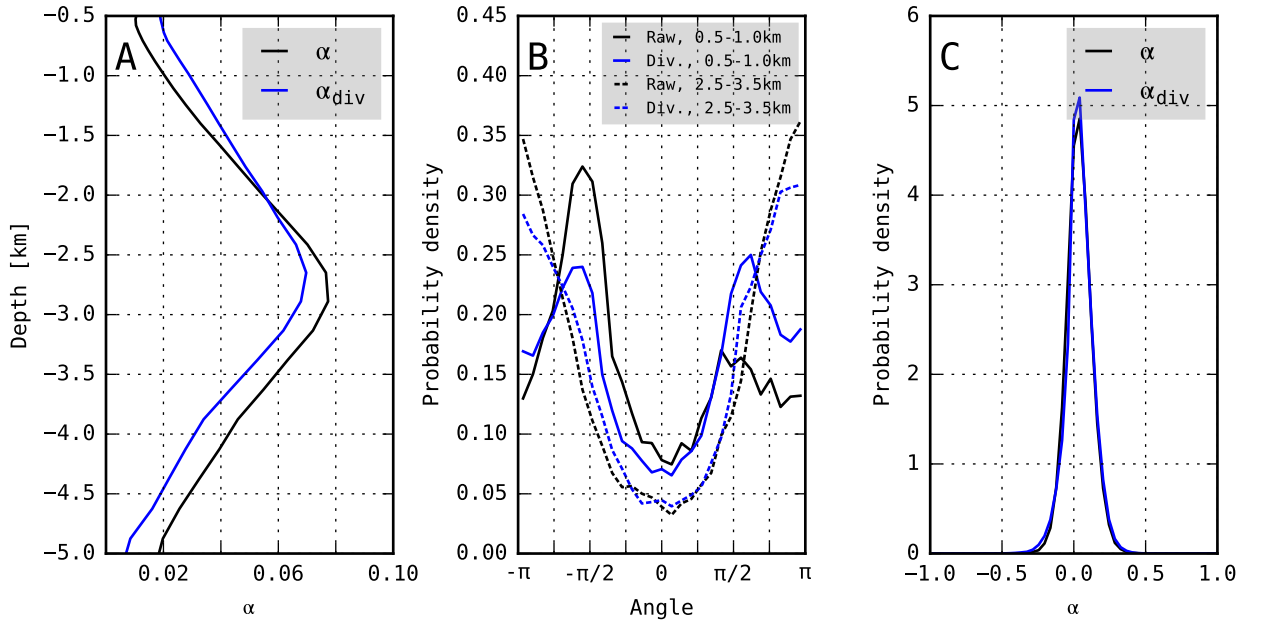 A
α
α_div
−0.5
−1.0
−1.5
−2.0
−2.5
−3.0
−3.5
−4.0
−4.5
−5.0
Depth [km]
0.02 0.06 0.10
α
B
Raw, 0.5-1.0km
Div., 0.5-1.0km
Raw, 2.5-3.5km
Div., 2.5-3.5km
0.45
0.40
0.35
0.30
0.25
0.20
0.15
0.10
0.05
0.00
Probability density
-π -π/2 0 π/2 π
Angle
C
α
α_div
6
5
4
3
2
1
0
Probability density
−1.0 −0.5 0.0 0.5 1.0
α